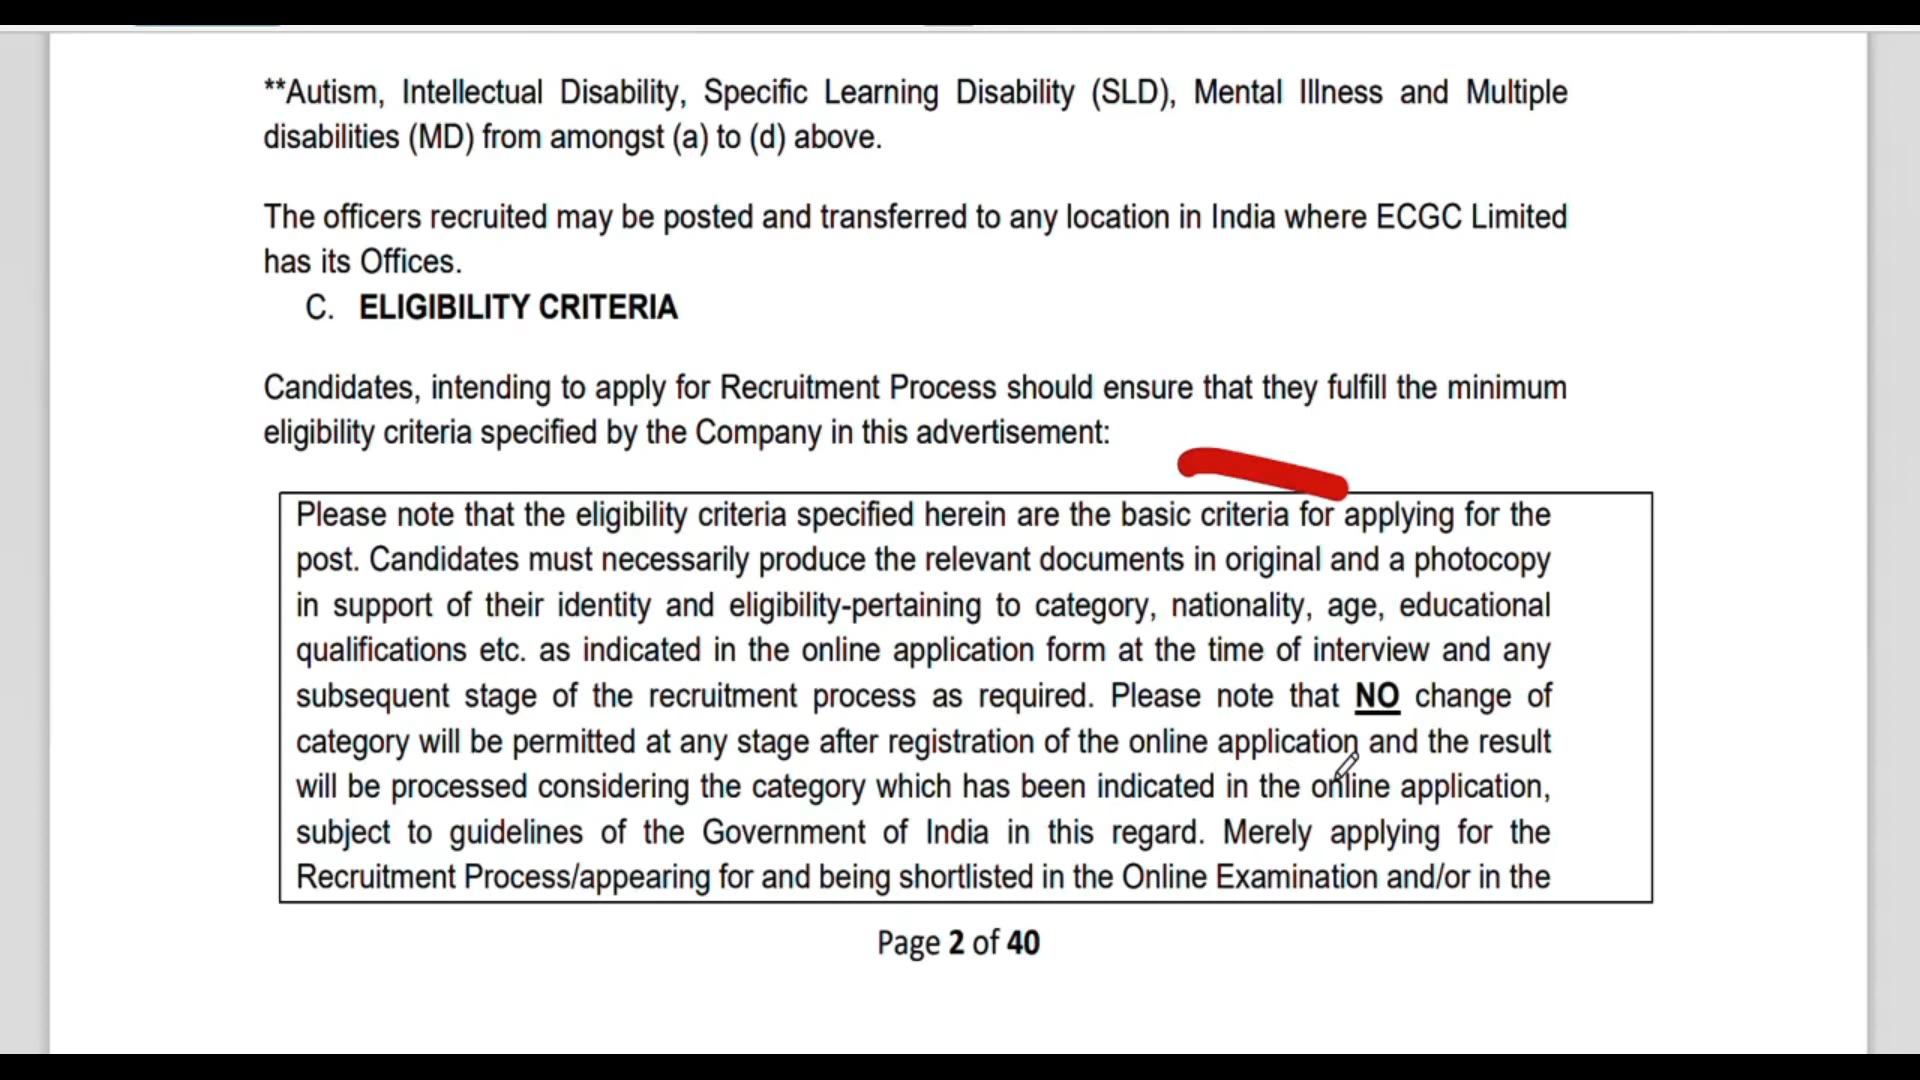 **Autism, Intellectual Disability, Specific Learning Disability (SLD), Mental Illness and Multiple
disabilities (MD) from amongst (a) to (d) above.
The officers recruited may be posted and transferred to any location in India where ECGC Limited
has its Offices.
C. ELIGIBILITY CRITERIA
Candidates, intending to apply for Recruitment Process should ensure that they fulfill the minimum
eligibility criteria specified by the Company in this advertisement:
Please note that the eligibility criteria specified herein are the basic criteria for applying for the
post. Candidates must necessarily produce the relevant documents in original and a photocopy
in support of their identity and eligibility-pertaining to category, nationality, age, educational
qualifications etc. as indicated in the online application form at the time of interview and any
subsequent stage of the recruitment process as required. Please note that NO change of
category will be permitted at any stage after registration of the online application and the result
will be processed considering the category which has been indicated in the online application,
subject to guidelines of the Government of India in this regard. Merely applying for the
Recruitment Process/appearing for and being shortlisted in the Online Examination and/or in the
Page 2 of 40